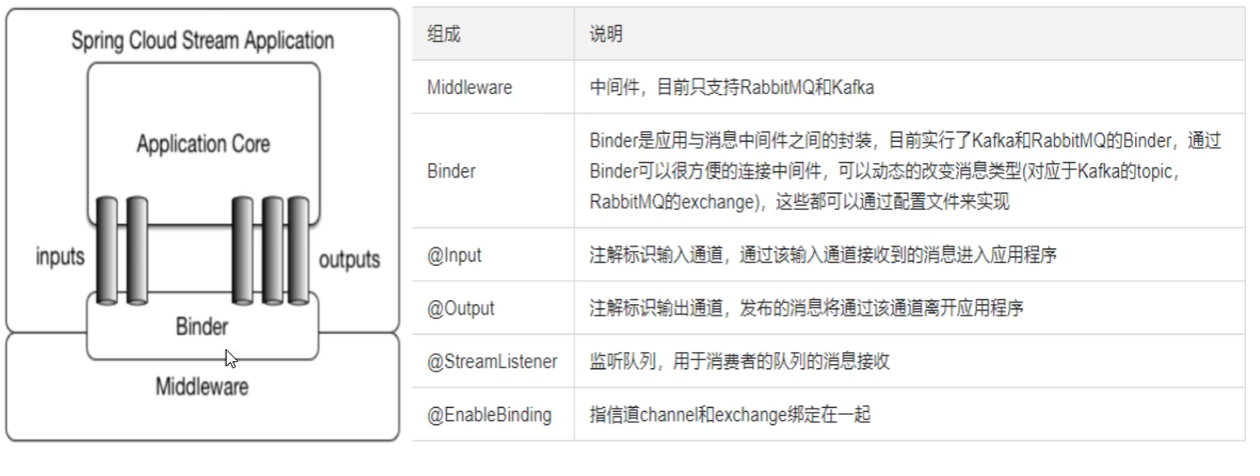 Spring Cloud Stream Application
Application Core
inputs
outputs
Binder
Middleware
组成 说明
Middleware 中间件，目前只支持RabbitMQ和Kafka
Binder Binder是应用与消息中间件之间的封装，目前实行了Kafka和RabbitMQ的Binder，通过
Binder可以很方便的连接中间件，可以动态的改变消息类型(对应于Kafka的topic，
RabbitMQ的exchange)，这些都可以通过配置文件来实现
@Input 注解标识输入通道，通过该输入通道接收到的消息进入应用程序
@Output 注解标识输出通道，发布的消息将通过该通道离开应用程序
@StreamListener 监听队列，用于消费者的队列的消息接收
@EnableBinding 指信道channel和exchange绑定在一起